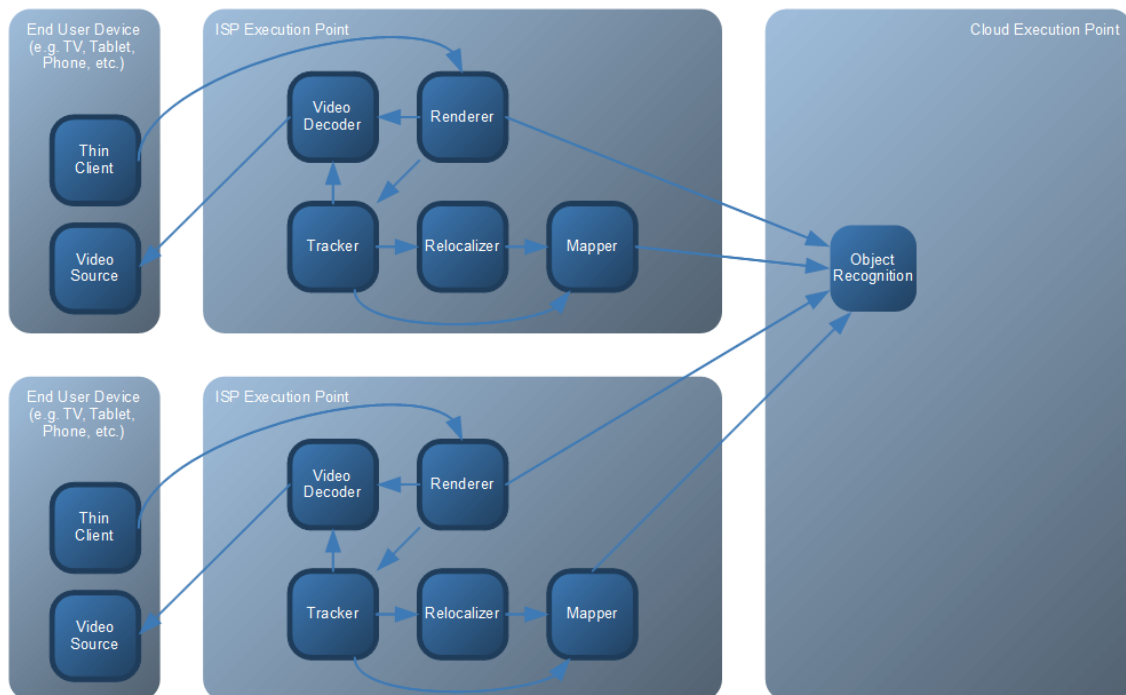 End User Device
(e.g. TV, Tablet,
Phone, etc.)
Thin
Client
Video
Source
ISP Execution Point
Video
Decoder
Renderer
Tracker
Relocalizer
Mapper
Cloud Execution Point
Object
Recognition
End User Device
(e.g. TV, Tablet,
Phone, etc.)
Thin
Client
Video
Source
ISP Execution Point
Video
Decoder
Renderer
Tracker
Relocalizer
Mapper